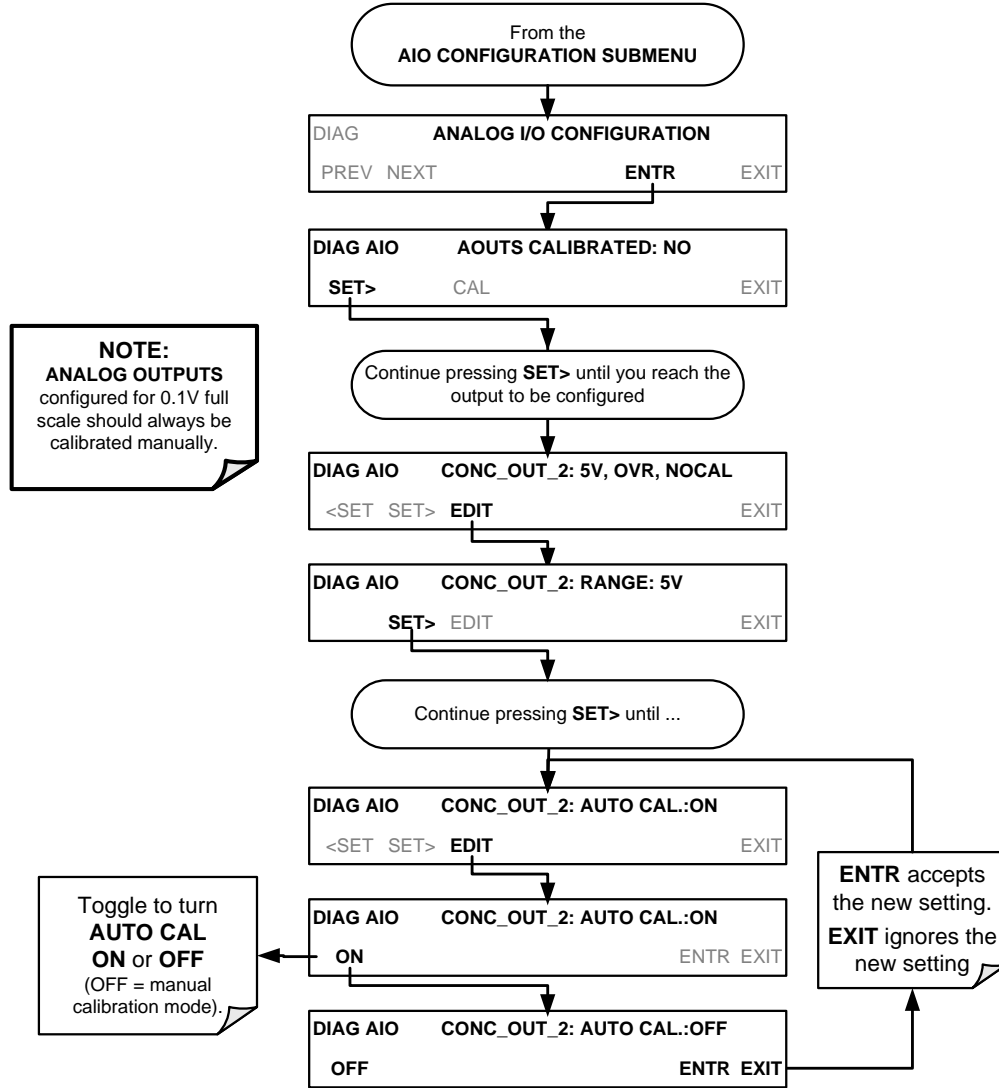 From the
AIO CONFIGURATION SUBMENU
DIAG ANALOG I/O CONFIGURATION
PREV NEXT ENTR EXIT
DIAG AIO AOUTS CALIBRATED: NO
SET> CAL EXIT
NOTE:
ANALOG OUTPUTS
configured for 0.1V full
scale should always be
calibrated manually.
Continue pressing SET> until you reach the
output to be configured
DIAG AIO CONC_OUT_2: 5V, OVR, NOCAL
<SET SET> EDIT EXIT
DIAG AIO CONC_OUT_2: RANGE: 5V
SET> EDIT EXIT
Continue pressing SET> until ...
DIAG AIO CONC_OUT_2: AUTO CAL.:ON
<SET SET> EDIT EXIT
DIAG AIO CONC_OUT_2: AUTO CAL.:ON
ON ENTR EXIT
Toggle to turn
AUTO CAL
ON or OFF
(OFF = manual
calibration mode).
DIAG AIO CONC_OUT_2: AUTO CAL.:OFF
OFF ENTR EXIT
ENTR accepts
the new setting.
EXIT ignores the
new setting